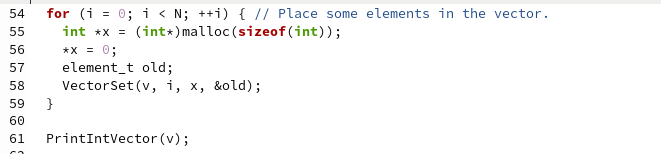 54 for (i = 0; i < N; ++i) { // Place some elements in the vector.
55   int *x = (int*)malloc(sizeof(int));
56   *x = 0;
57   element_t old;
58   VectorSet(v, i, x, &old);
59 }
60
61 PrintIntVector(v);